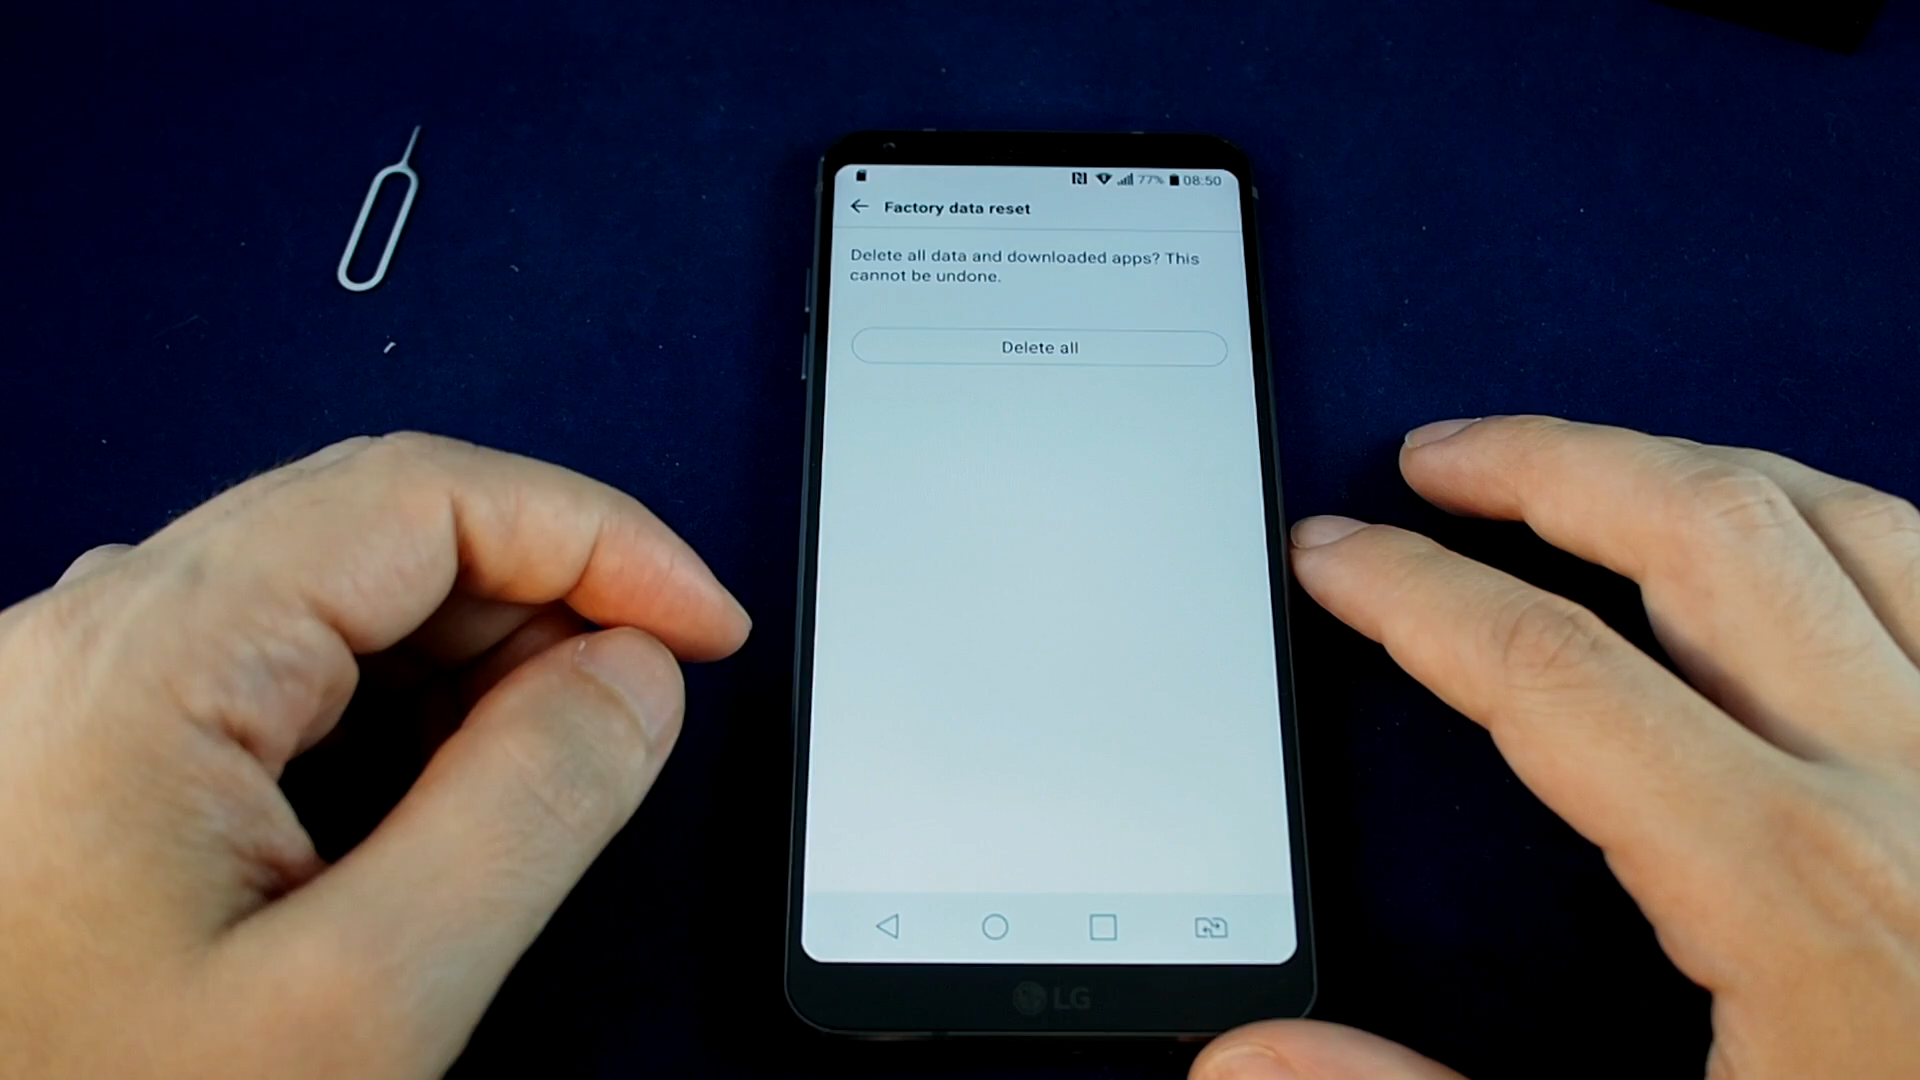 77% 08:50
Factory data reset
Delete all data and downloaded apps? This
cannot be undone.
Delete all
LG